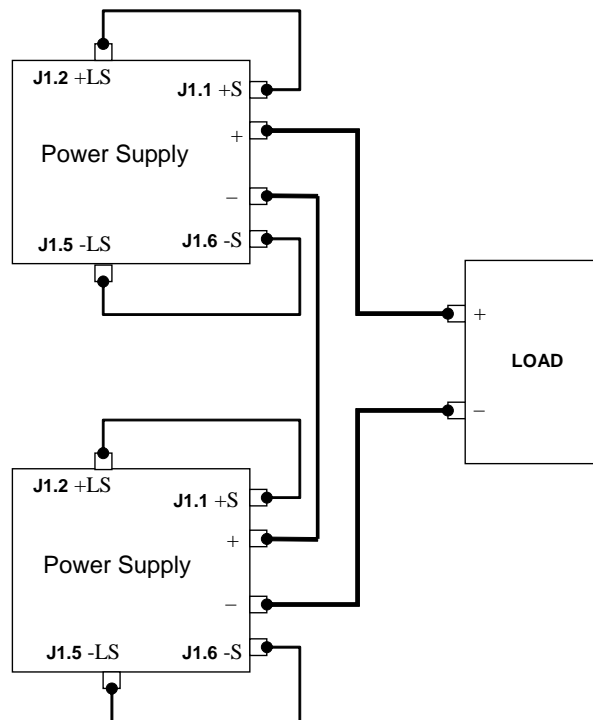 J1.2 +LS
J1.1 +S
+
Power Supply
–
J1.5 -LS
J1.6 -S
+
LOAD
–
J1.2 +LS
J1.1 +S
+
Power Supply
–
J1.5 -LS
J1.6 -S